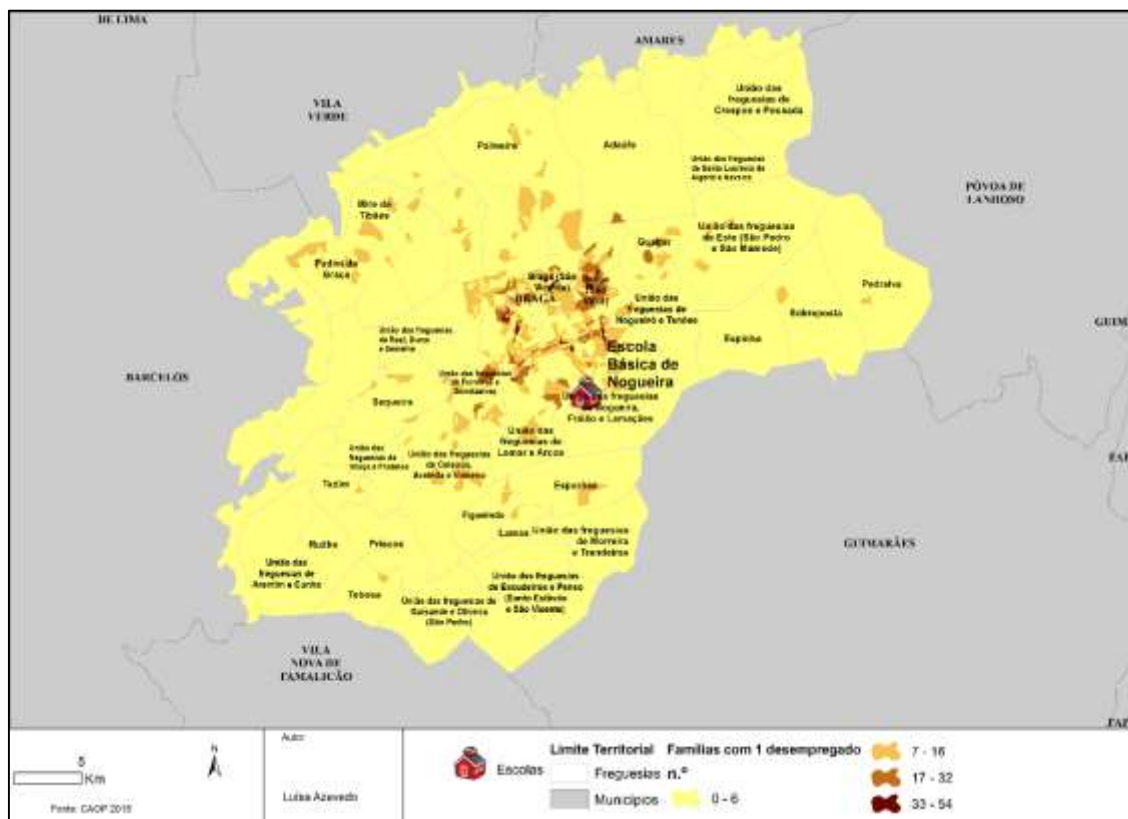 DE LIMA
AMARES
VILA
VERDE
União das
freguesias de
Crespos e Pousada
Palmeira
Adaúfe
União das freguesias
de Santa Lucrécia de
Algeriz e Navarra
PÓVOA DE
LANHOSO
Mire de
Tibães
União das freguesias
de Este (São Pedro
e São Mamede)
Gualtar
Padim da
Graça
Braga (São
BRAGA
Pedralva
Sobreposta
União das
freguesias de
Nogueiró e Tenões
Espinho
GUIM
União das freguesias
de Real, Dume
e Semelhe
Escola
Básica de
Nogueira
BARCELOS
União das freguesias
de Ferreiros e
Gondizalves
Sequeira
freguesias
Nogueira,
Fraião e Lamaçães
União das
freguesias de
Lomar e Arcos
União das
freguesias de
União das freguesias
de Celeirós,
Aveleda e Vimieiro
Tadim
Esporões
Figueiredo
Lamas
União das freguesias
de Morreira
e Trandeiras
GUIMARÃES
Ruilhe
Priscos
União das
freguesias de
Arentim e Cunha
União das freguesias
de Escudeiros e Penso
(Santo Estêvão
e São Vicente)
Tebosa
União das freguesias de
Guisande e Oliveira
(São Pedro)
VILA
NOVA DE
FAMALICÃO
5
Km
Fonte: CAOP 2015
N
Autor:
Luísa Azevedo
Escolas
Limite Territorial
Freguesias
Municípios
Famílias com 1 desempregado
n.º
0 - 6
7 - 16
17 - 32
33 - 54